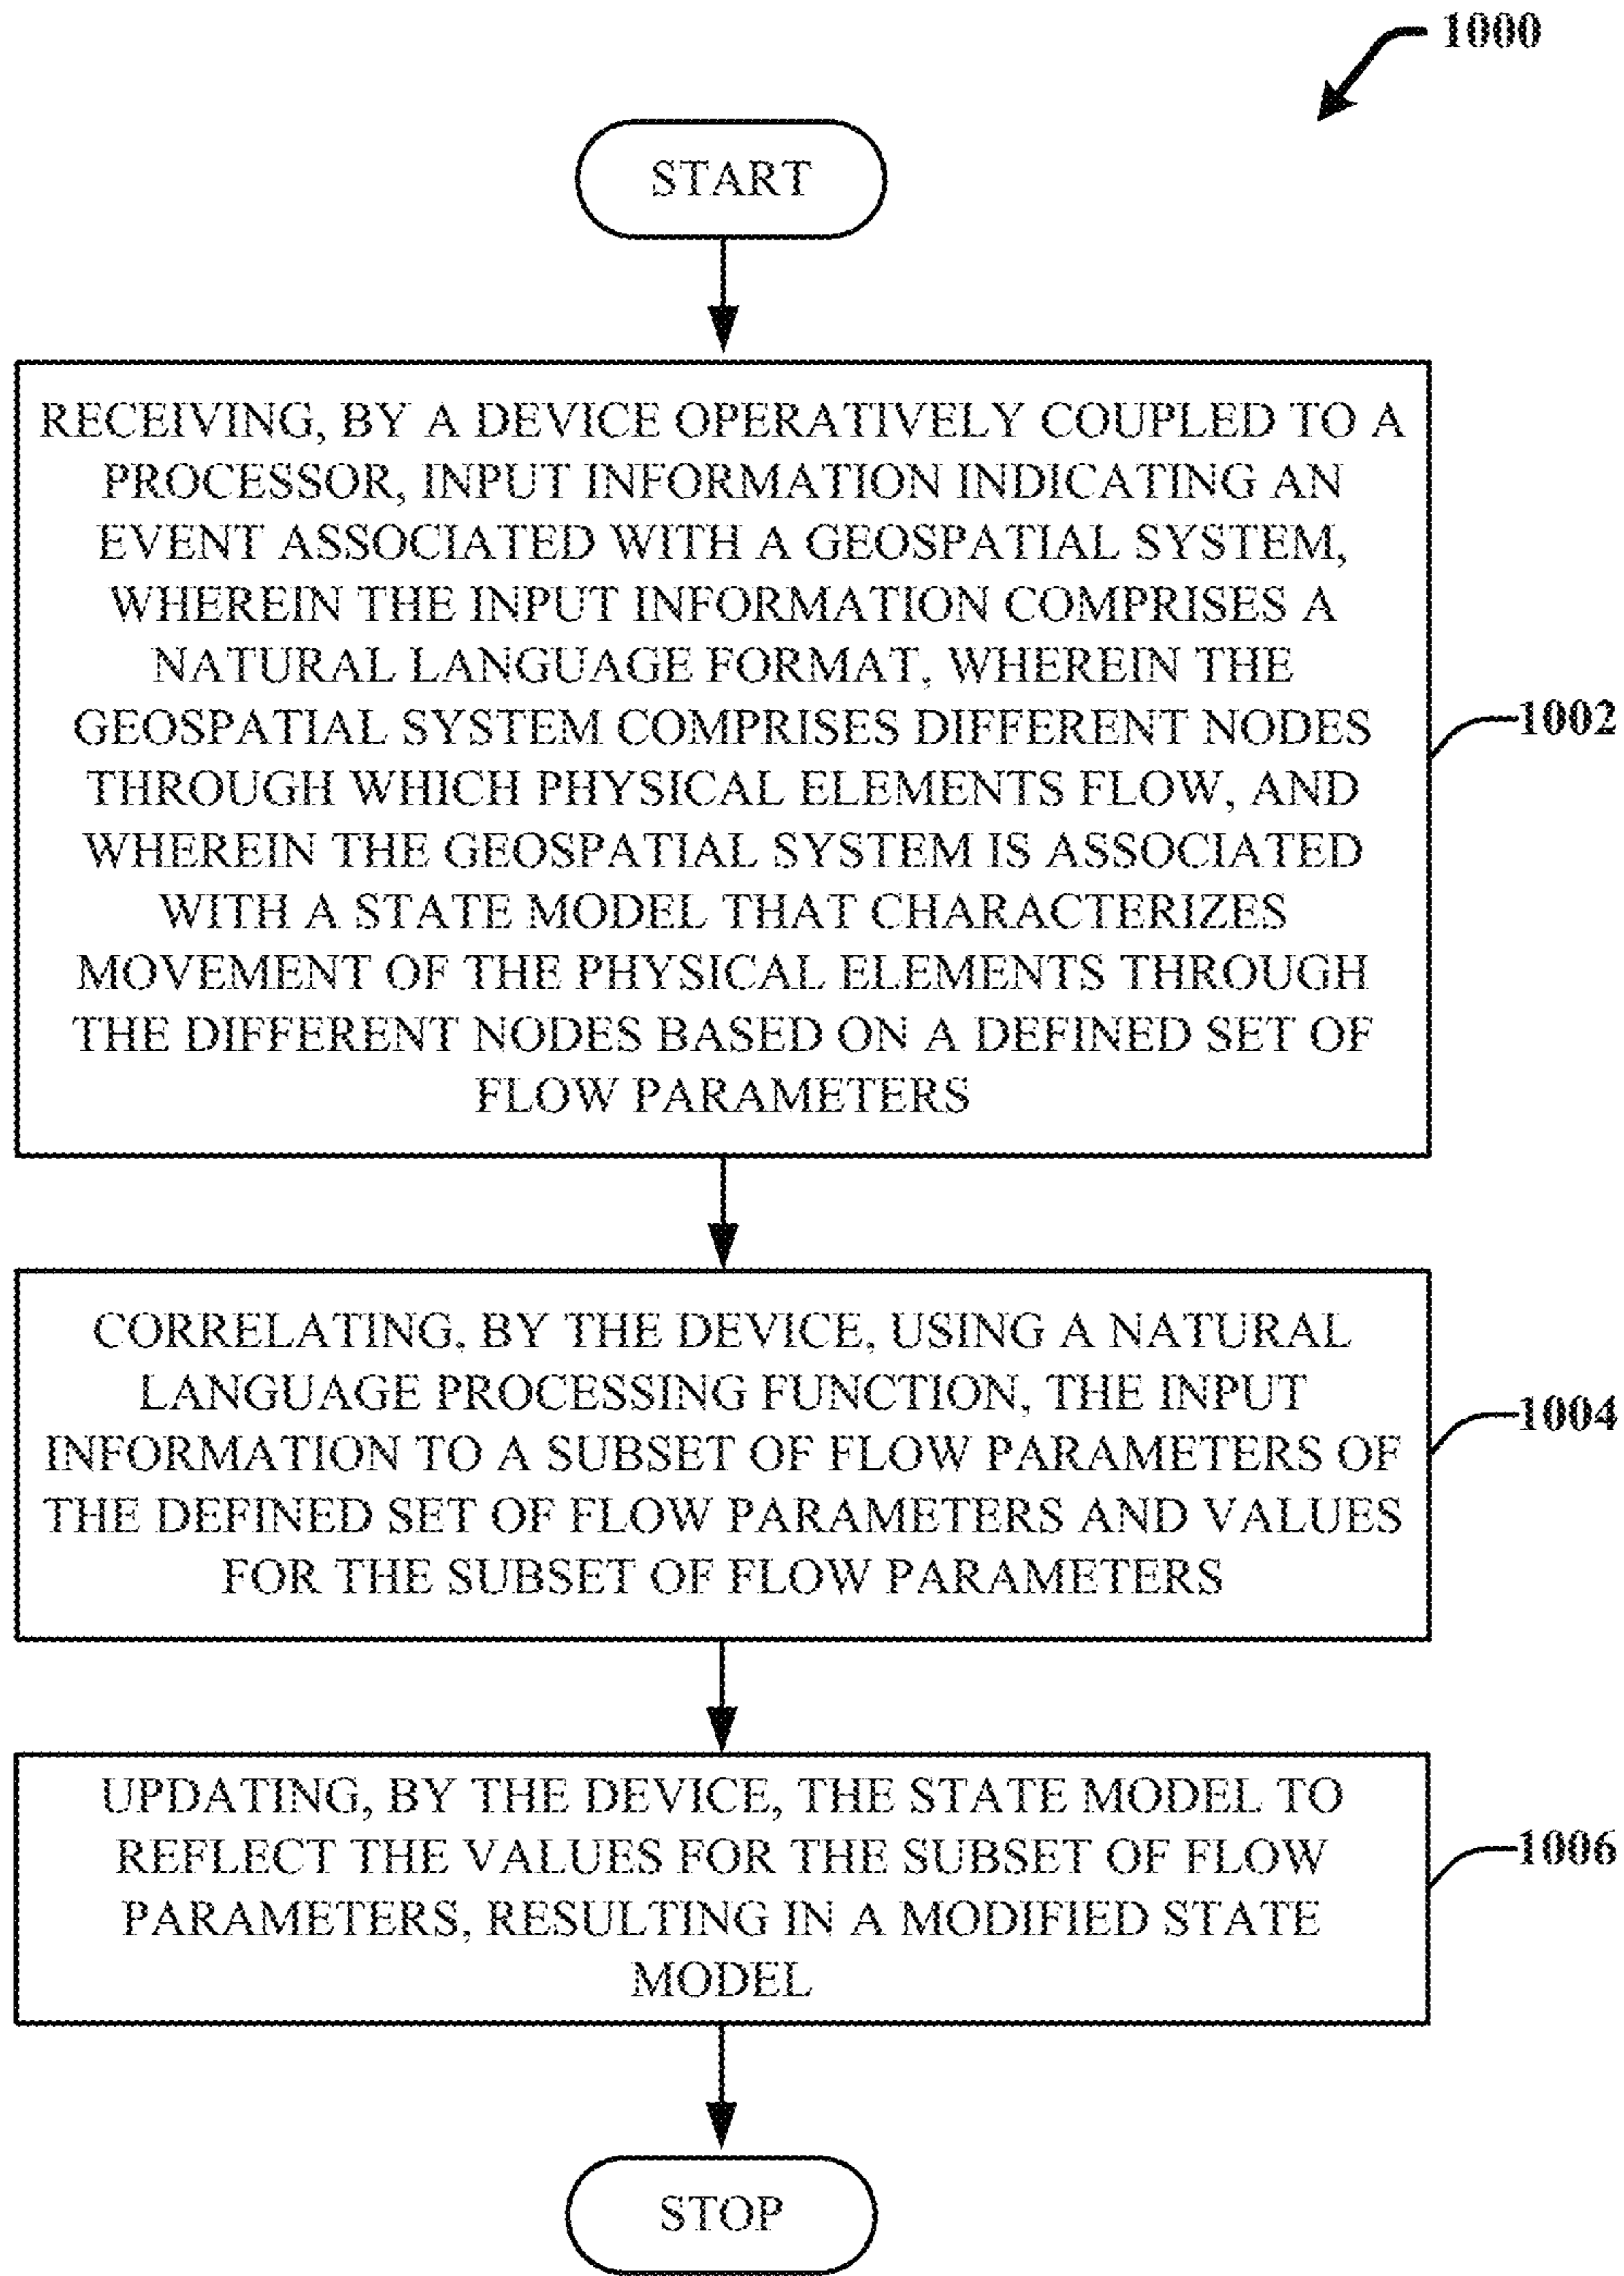 1000
START
RECEIVING, BY A DEVICE OPERATIVELY COUPLED TO A
PROCESSOR, INPUT INFORMATION INDICATING AN
EVENT ASSOCIATED WITH A GEOSPATIAL SYSTEM,
WHEREIN THE INPUT INFORMATION COMPRISES A
NATURAL LANGUAGE FORMAT, WHEREIN THE
GEOSPATIAL SYSTEM COMPRISES DIFFERENT NODES
THROUGH WHICH PHYSICAL ELEMENTS FLOW, AND
WHEREIN THE GEOSPATIAL SYSTEM IS ASSOCIATED
WITH A STATE MODEL THAT CHARACTERIZES
MOVEMENT OF THE PHYSICAL ELEMENTS THROUGH
THE DIFFERENT NODES BASED ON A DEFINED SET OF
FLOW PARAMETERS
1002
CORRELATING, BY THE DEVICE, USING A NATURAL
LANGUAGE PROCESSING FUNCTION, THE INPUT
INFORMATION TO A SUBSET OF FLOW PARAMETERS OF
THE DEFINED SET OF FLOW PARAMETERS AND VALUES
FOR THE SUBSET OF FLOW PARAMETERS
1004
UPDATING, BY THE DEVICE, THE STATE MODEL TO
REFLECT THE VALUES FOR THE SUBSET OF FLOW
PARAMETERS, RESULTING IN A MODIFIED STATE
MODEL
1006
STOP